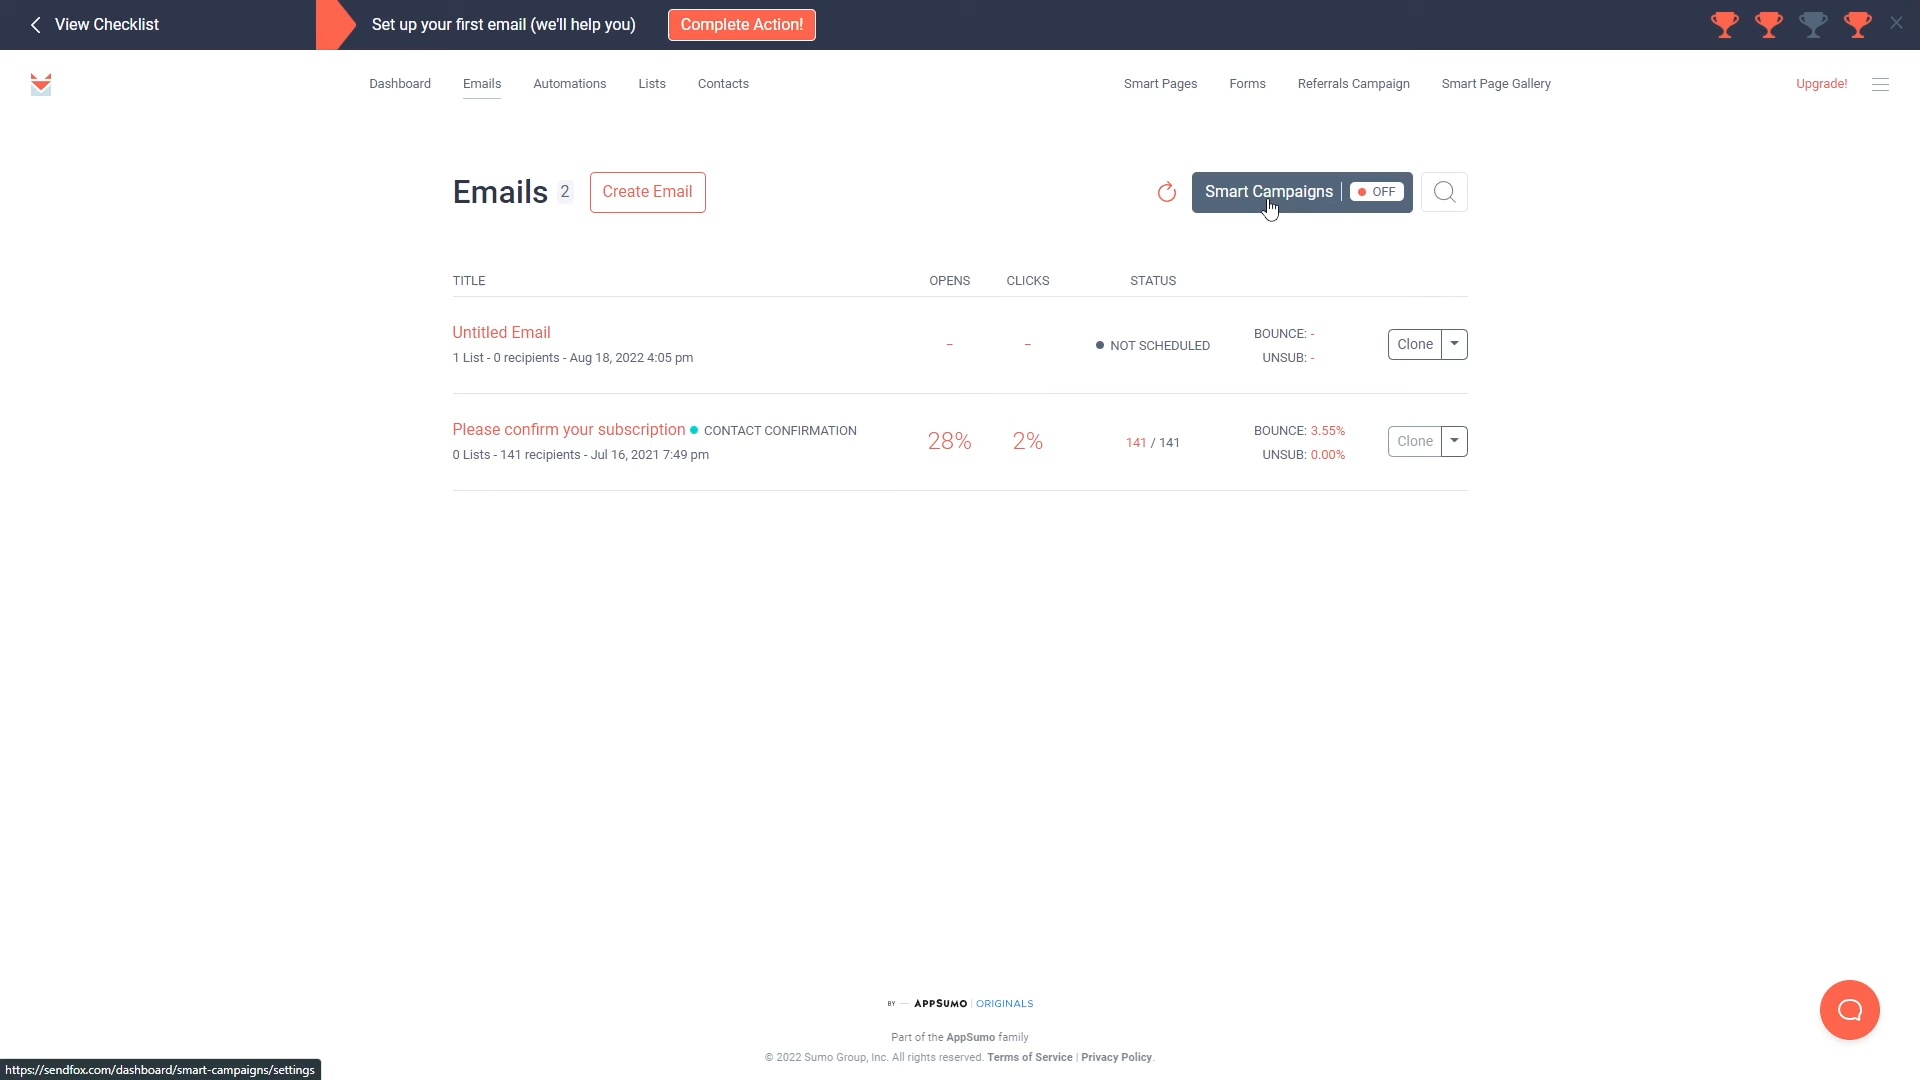 View Checklist
Set up your first email (we'll help you)
Complete Action!
Dashboard
Emails
Automations
Lists
Contacts
Smart Pages
Forms
Referrals Campaign
Smart Page Gallery
Upgrade!
Emails 2
Create Email
Smart Campaigns
OFF
TITLE
OPENS
CLICKS
STATUS
Untitled Email
1 List - 0 recipients - Aug 18, 2022 4:05 pm
-
-
NOT SCHEDULED
BOUNCE: -
UNSUB: -
Clone
Please confirm your subscription
CONTACT CONFIRMATION
0 Lists - 141 recipients - Jul 16, 2021 7:49 pm
28%
2%
141 / 141
BOUNCE: 3.55%
UNSUB: 0.00%
Clone
BY — APPSUMO | ORIGINALS
Part of the AppSumo family
© 2022 Sumo Group, Inc. All rights reserved. Terms of Service | Privacy Policy.
https://sendfox.com/dashboard/smart-campaigns/settings